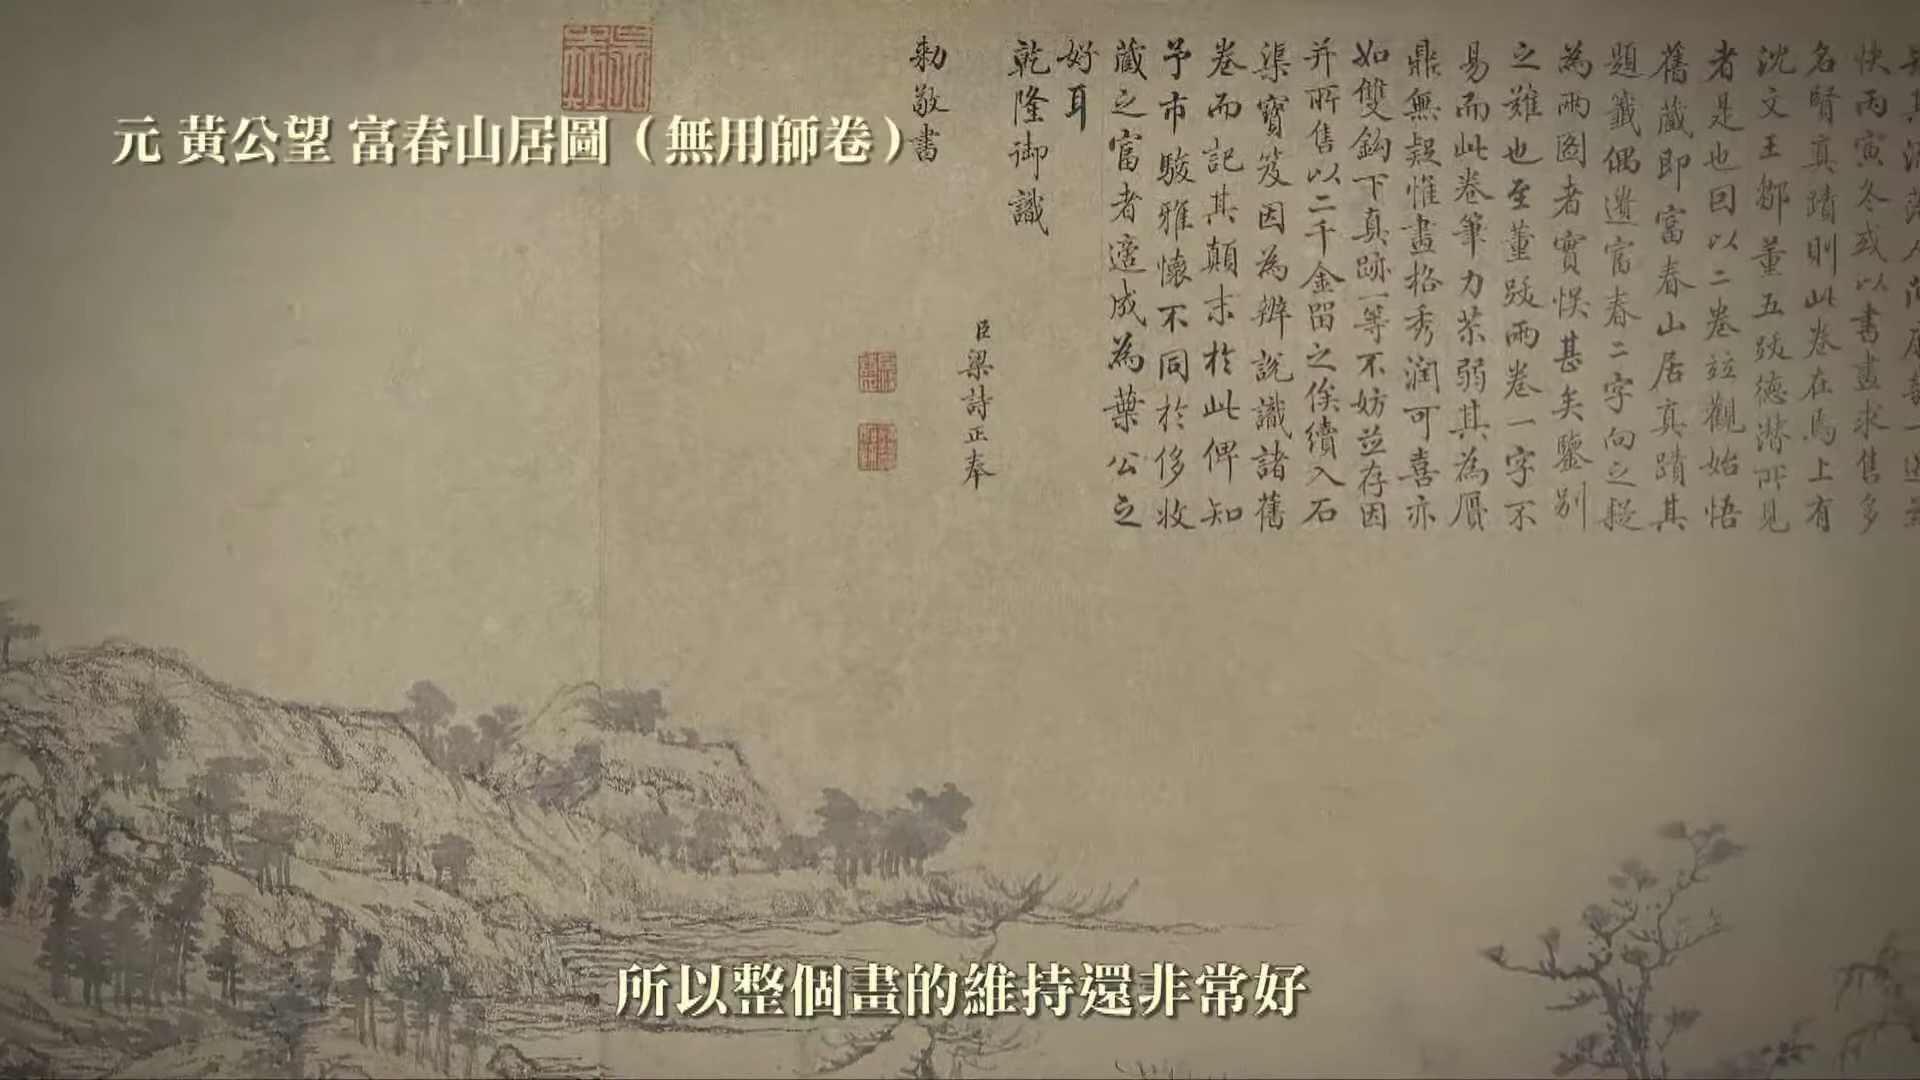 元 黃公望 富春山居圖（無用師卷）
快丙寅冬或以書畫求售多
名賢真蹟則此卷在焉上有
沈文王鄒董五跋德潛所見
者是也因以二卷並觀始悟
舊藏即富春山居真蹟其
題籤偶遺富春二字向之疑
為兩圖者實悞甚矣鑒別
之難也至董跋兩卷一字不
易而此卷筆力苶弱其為贗
鼎無疑惟畫格秀潤可喜亦
如雙鉤下真跡一等不妨並存因
并所售以二千金留之俟續入石
渠寶笈因為辨說識諸舊
卷而記其顛末於此俾知
予市駿雅懷不同於侈收
藏之富者適成為葉公之
好耳
乾隆御識
臣梁詩正奉
勅敬書
所以整個畫的維持還非常好